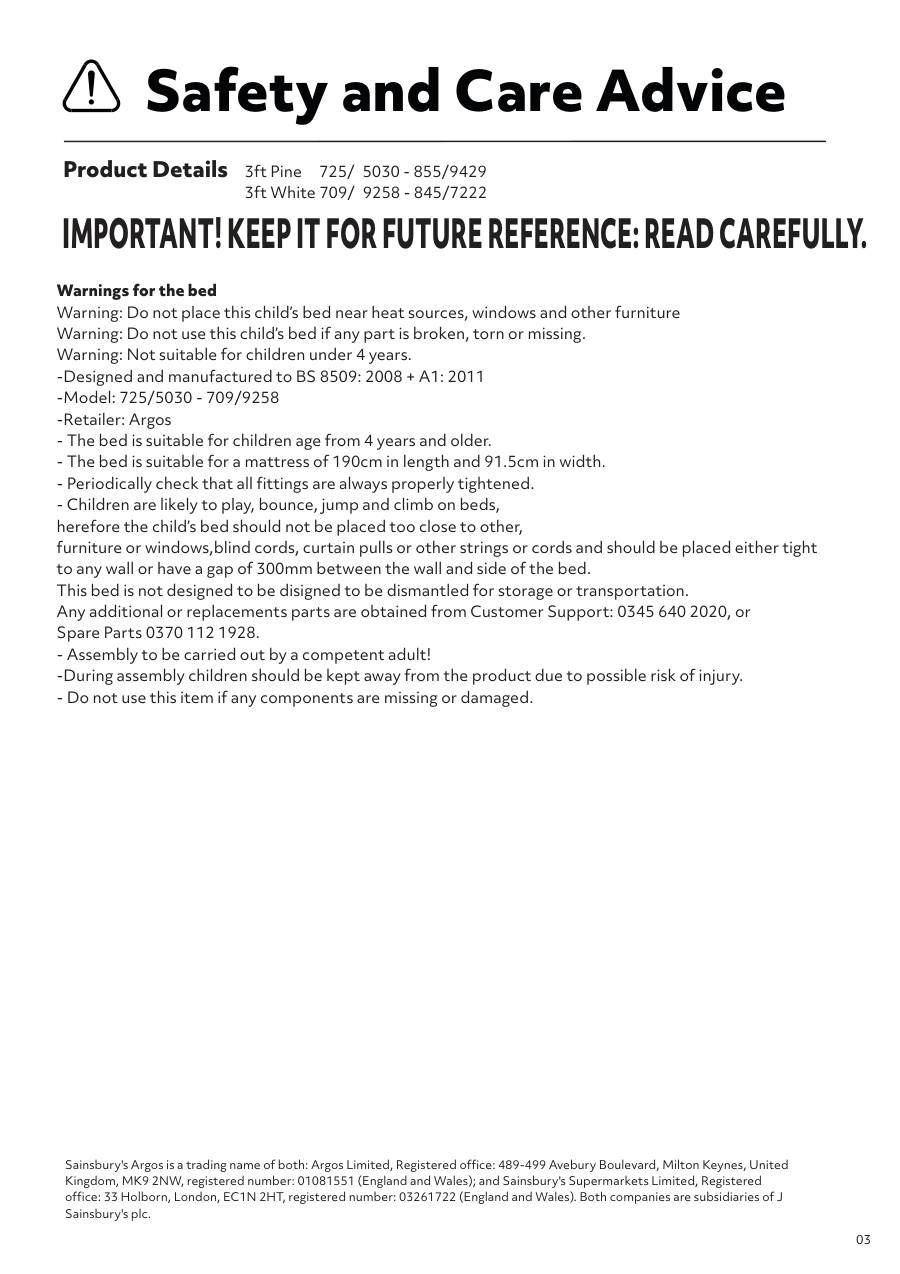 Safety and Care Advice
Product Details 3ft Pine 725/ 5030 - 855/9429
3ft White 709/ 9258 - 845/7222
IMPORTANT! KEEP IT FOR FUTURE REFERENCE: READ CAREFULLY.
Warnings for the bed
Warning: Do not place this child’s bed near heat sources, windows and other furniture
Warning: Do not use this child’s bed if any part is broken, torn or missing.
Warning: Not suitable for children under 4 years.
-Designed and manufactured to BS 8509: 2008 + A1: 2011
-Model: 725/5030 - 709/9258
-Retailer: Argos
- The bed is suitable for children age from 4 years and older.
- The bed is suitable for a mattress of 190cm in length and 91.5cm in width.
- Periodically check that all fittings are always properly tightened.
- Children are likely to play, bounce, jump and climb on beds,
herefore the child’s bed should not be placed too close to other,
furniture or windows,blind cords, curtain pulls or other strings or cords and should be placed either tight
to any wall or have a gap of 300mm between the wall and side of the bed.
This bed is not designed to be disigned to be dismantled for storage or transportation.
Any additional or replacements parts are obtained from Customer Support: 0345 640 2020, or
Spare Parts 0370 112 1928.
- Assembly to be carried out by a competent adult!
-During assembly children should be kept away from the product due to possible risk of injury.
- Do not use this item if any components are missing or damaged.
Sainsbury's Argos is a trading name of both: Argos Limited, Registered office: 489-499 Avebury Boulevard, Milton Keynes, United
Kingdom, MK9 2NW, registered number: 01081551 (England and Wales); and Sainsbury's Supermarkets Limited, Registered
office: 33 Holborn, London, EC1N 2HT, registered number: 03261722 (England and Wales). Both companies are subsidiaries of J
Sainsbury's plc.
03